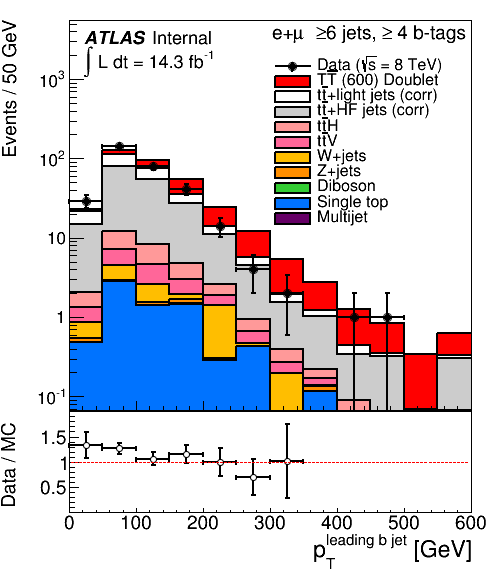 ATLAS Internal
∫ L dt = 14.3 fb⁻¹
e+μ ≥6 jets, ≥ 4 b-tags
Data (√s = 8 TeV)
TT̄ (600) Doublet
tt̄+light jets (corr)
tt̄+HF jets (corr)
tt̄H
tt̄V
W+jets
Z+jets
Diboson
Single top
Multijet
Events / 50 GeV
10³
10²
10
1
10⁻¹
Data / MC
1.5
1
0.5
0 100 200 300 400 500 600
p_T^leading b jet [GeV]